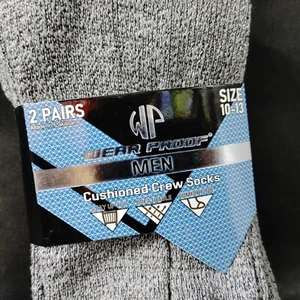 2 PAIRS
SIZE
10-13
WP
WEAR PROOF®
MEN
Cushioned Crew Socks